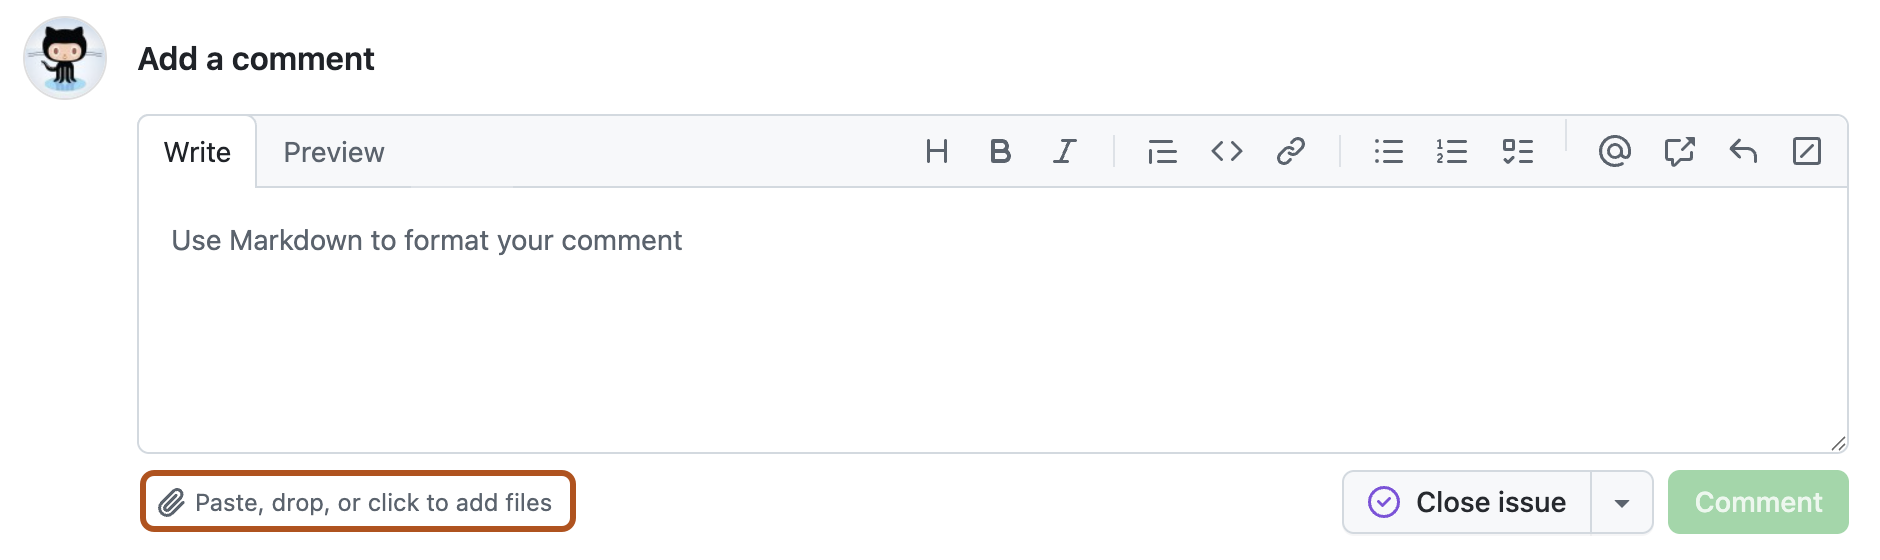 Add a comment
Write Preview
Use Markdown to format your comment
Paste, drop, or click to add files
Close issue
Comment